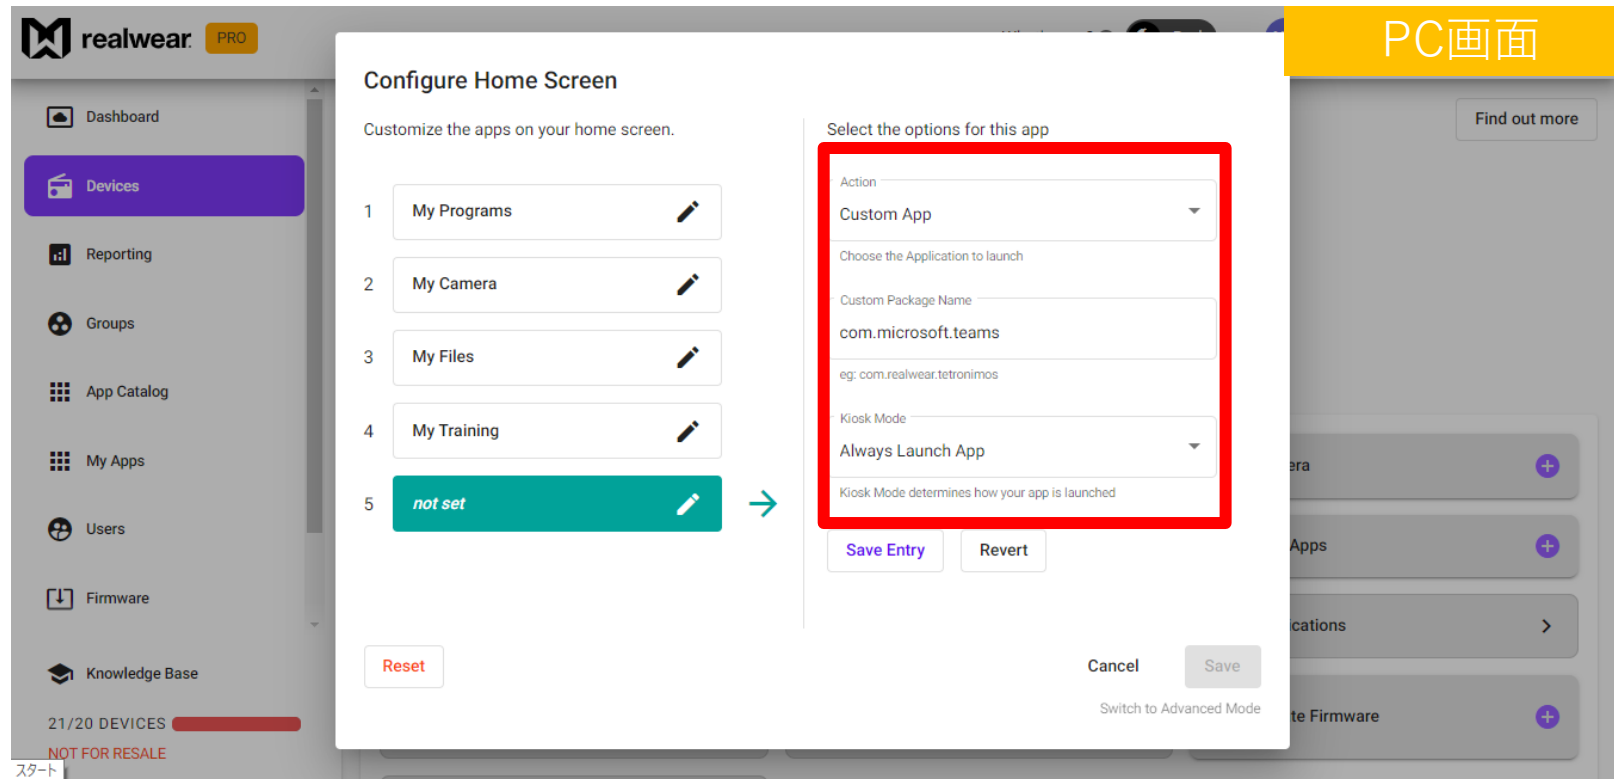 realwear PRO
PC画面
Configure Home Screen
Dashboard
Customize the apps on your home screen.
Select the options for this app
Find out more
Devices
Action
1 My Programs
Custom App
Reporting
Choose the Application to launch
2 My Camera
Custom Package Name
Groups
com.microsoft.teams
3 My Files
eg: com.realwear.tetronimos
App Catalog
Kiosk Mode
4 My Training
Always Launch App
My Apps
era
Kiosk Mode determines how your app is launched
5 not set
Users
Save Entry
Revert
Apps
Firmware
ications
Reset
Cancel
Save
Knowledge Base
Switch to Advanced Mode
te Firmware
21/20 DEVICES
NOT FOR RESALE
スタート